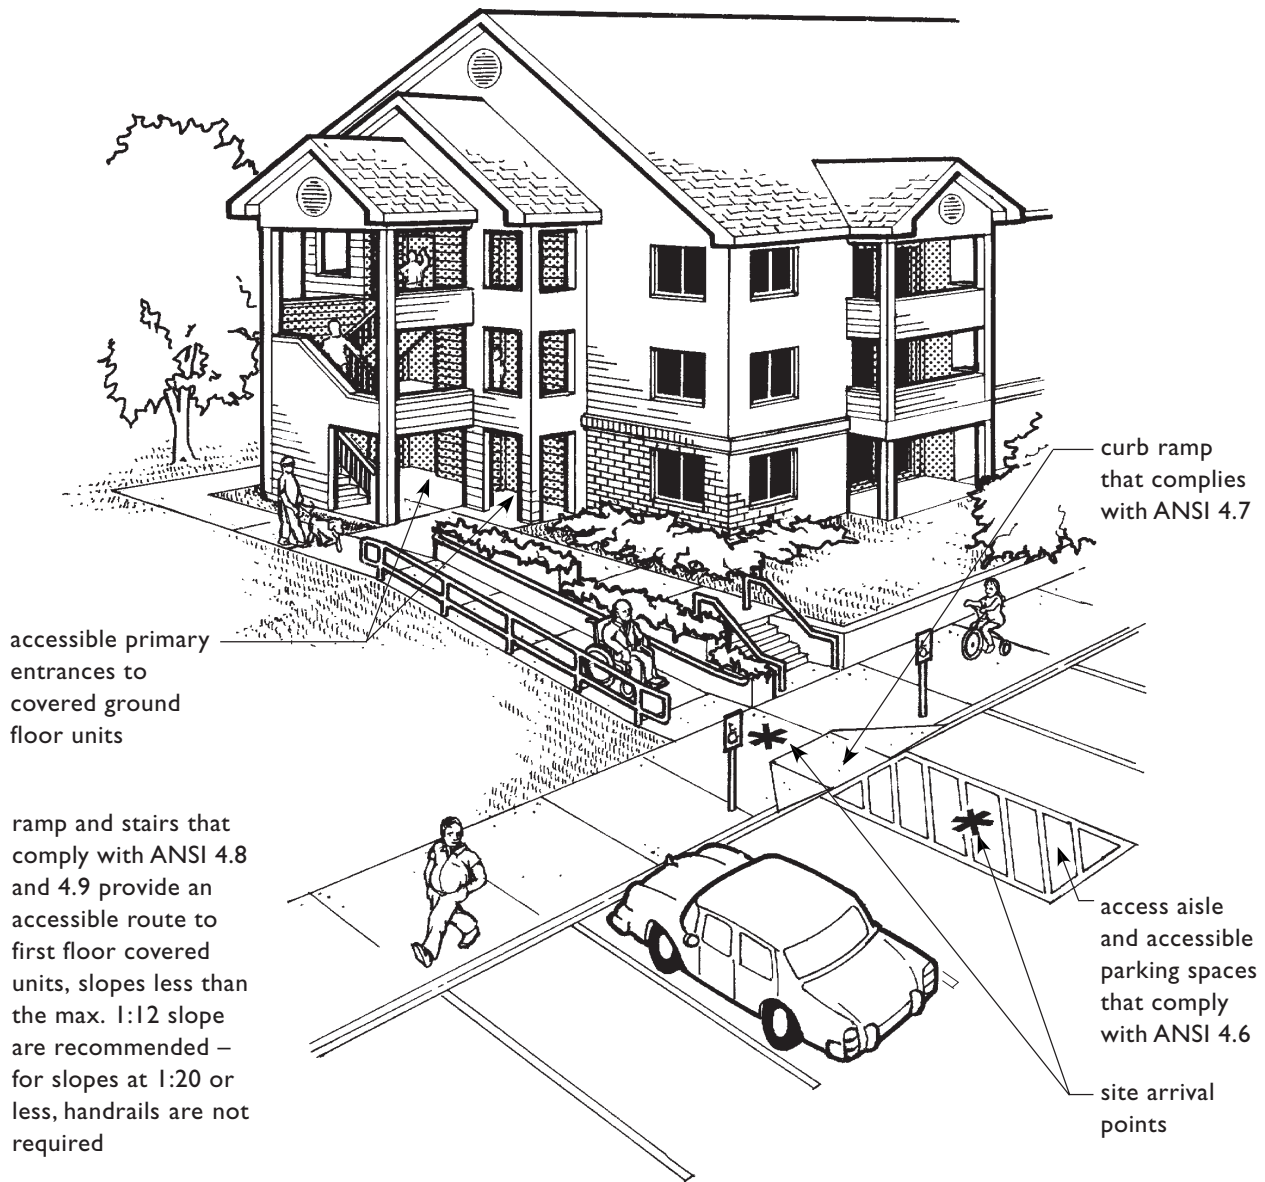 curb ramp
that complies
with ANSI 4.7
accessible primary
entrances to
covered ground
floor units
ramp and stairs that
comply with ANSI 4.8
and 4.9 provide an
accessible route to
first floor covered
units, slopes less than
the max. 1:12 slope
are recommended –
for slopes at 1:20 or
less, handrails are not
required
access aisle
and accessible
parking spaces
that comply
with ANSI 4.6
site arrival
points